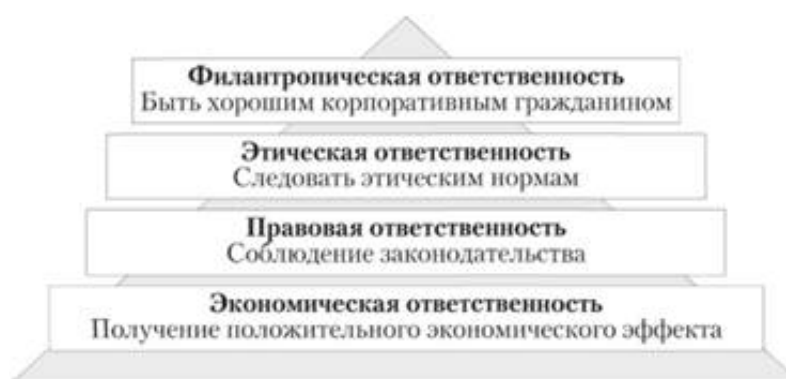 Филантропическая ответственность
Быть хорошим корпоративным гражданином
Этическая ответственность
Следовать этическим нормам
Правовая ответственность
Соблюдение законодательства
Экономическая ответственность
Получение положительного экономического эффекта